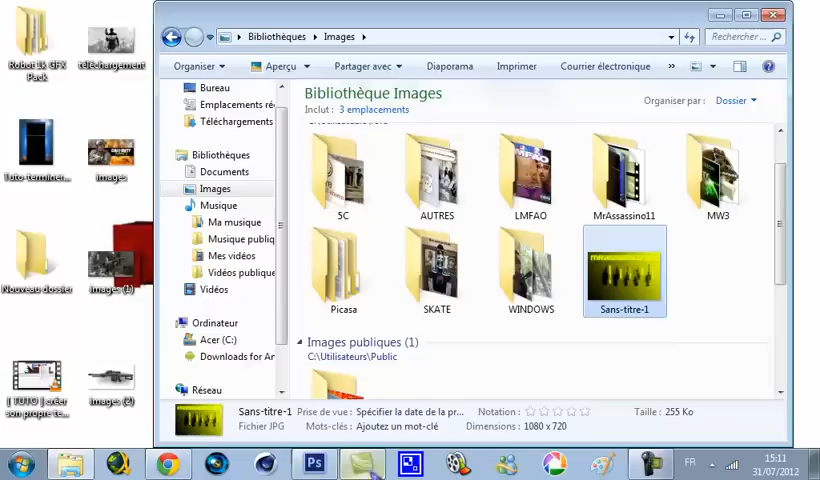 Robot 1k GFX
Pack
téléchargement
Tuto-terminer...
images
Nouveau dossier
images (1)
[ TUTO ] créer
son propre te...
images (2)
Bibliothèques
Images
Rechercher ...
Organiser
Aperçu
Partager avec
Diaporama
Imprimer
Courrier électronique
»
Bureau
Emplacements ré
Téléchargements
Bibliothèques
Documents
Images
Musique
Ma musique
Musique publiq
Mes vidéos
Vidéos publique
Vidéos
Ordinateur
Acer (C:)
Downloads for Ar
Réseau
Bibliothèque Images
Inclut : 3 emplacements
Organiser par : Dossier
5C
AUTRES
LMFAO
MrAssassino11
MW3
Picasa
SKATE
WINDOWS
Sans-titre-1
Images publiques (1)
C:\Utilisateurs\Public
Sans-titre-1
Fichier JPG
Prise de vue : Spécifier la date de la pr...
Mots-clés : Ajoutez un mot-clé
Notation :
Dimensions : 1080 x 720
Taille : 255 Ko
Ps
FR
15:11
31/07/2012